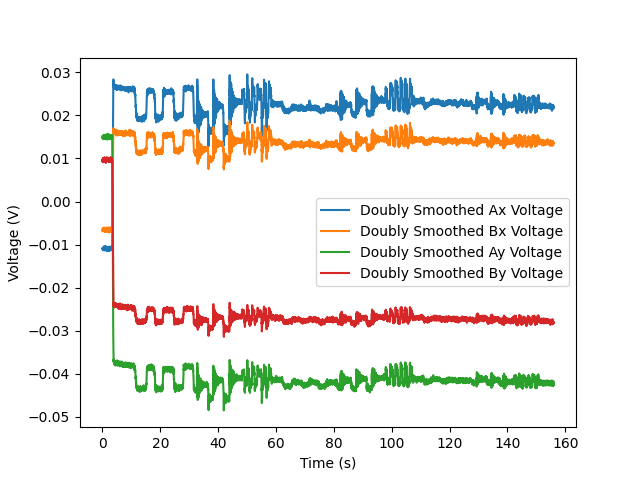 0.03
0.02
0.01
0.00
−0.01
−0.02
−0.03
−0.04
−0.05
Voltage (V)
Doubly Smoothed Ax Voltage
Doubly Smoothed Bx Voltage
Doubly Smoothed Ay Voltage
Doubly Smoothed By Voltage
0 20 40 60 80 100 120 140 160
Time (s)